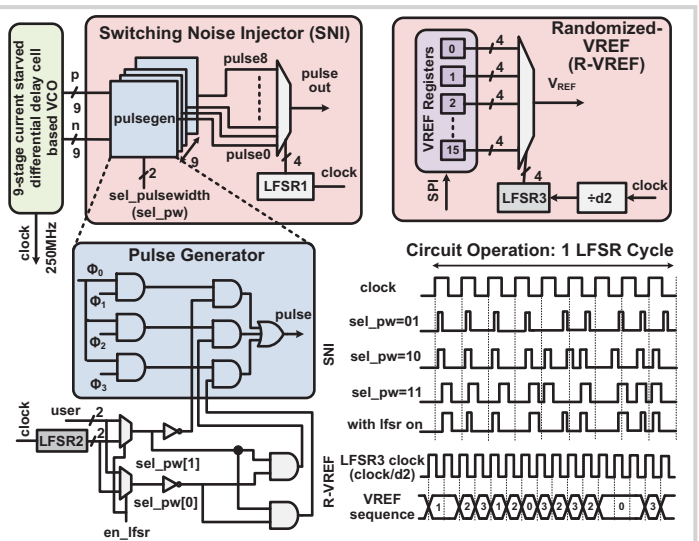 9-stage current starved
differential delay cell
based VCO
clock
250MHz
p
9
n
9
Switching Noise Injector (SNI)
pulsegen
9
2
sel_pulsewidth
(sel_pw)
pulse8
pulse0
pulse
out
4
LFSR1
clock
Randomized-
VREF
(R-VREF)
VREF Registers
0
1
2
15
4
4
4
4
4
VREF
SPI
LFSR3
÷d2
clock
Pulse Generator
Φ0
Φ1
Φ2
Φ3
pulse
clock
user
2
LFSR2
2
sel_pw[1]
sel_pw[0]
en_lfsr
Circuit Operation: 1 LFSR Cycle
SNI
clock
sel_pw=01
sel_pw=10
sel_pw=11
with lfsr on
R-VREF
LFSR3 clock
(clock/d2)
VREF
sequence
1 2 3 1 2 0 3 2 3 2 0 3